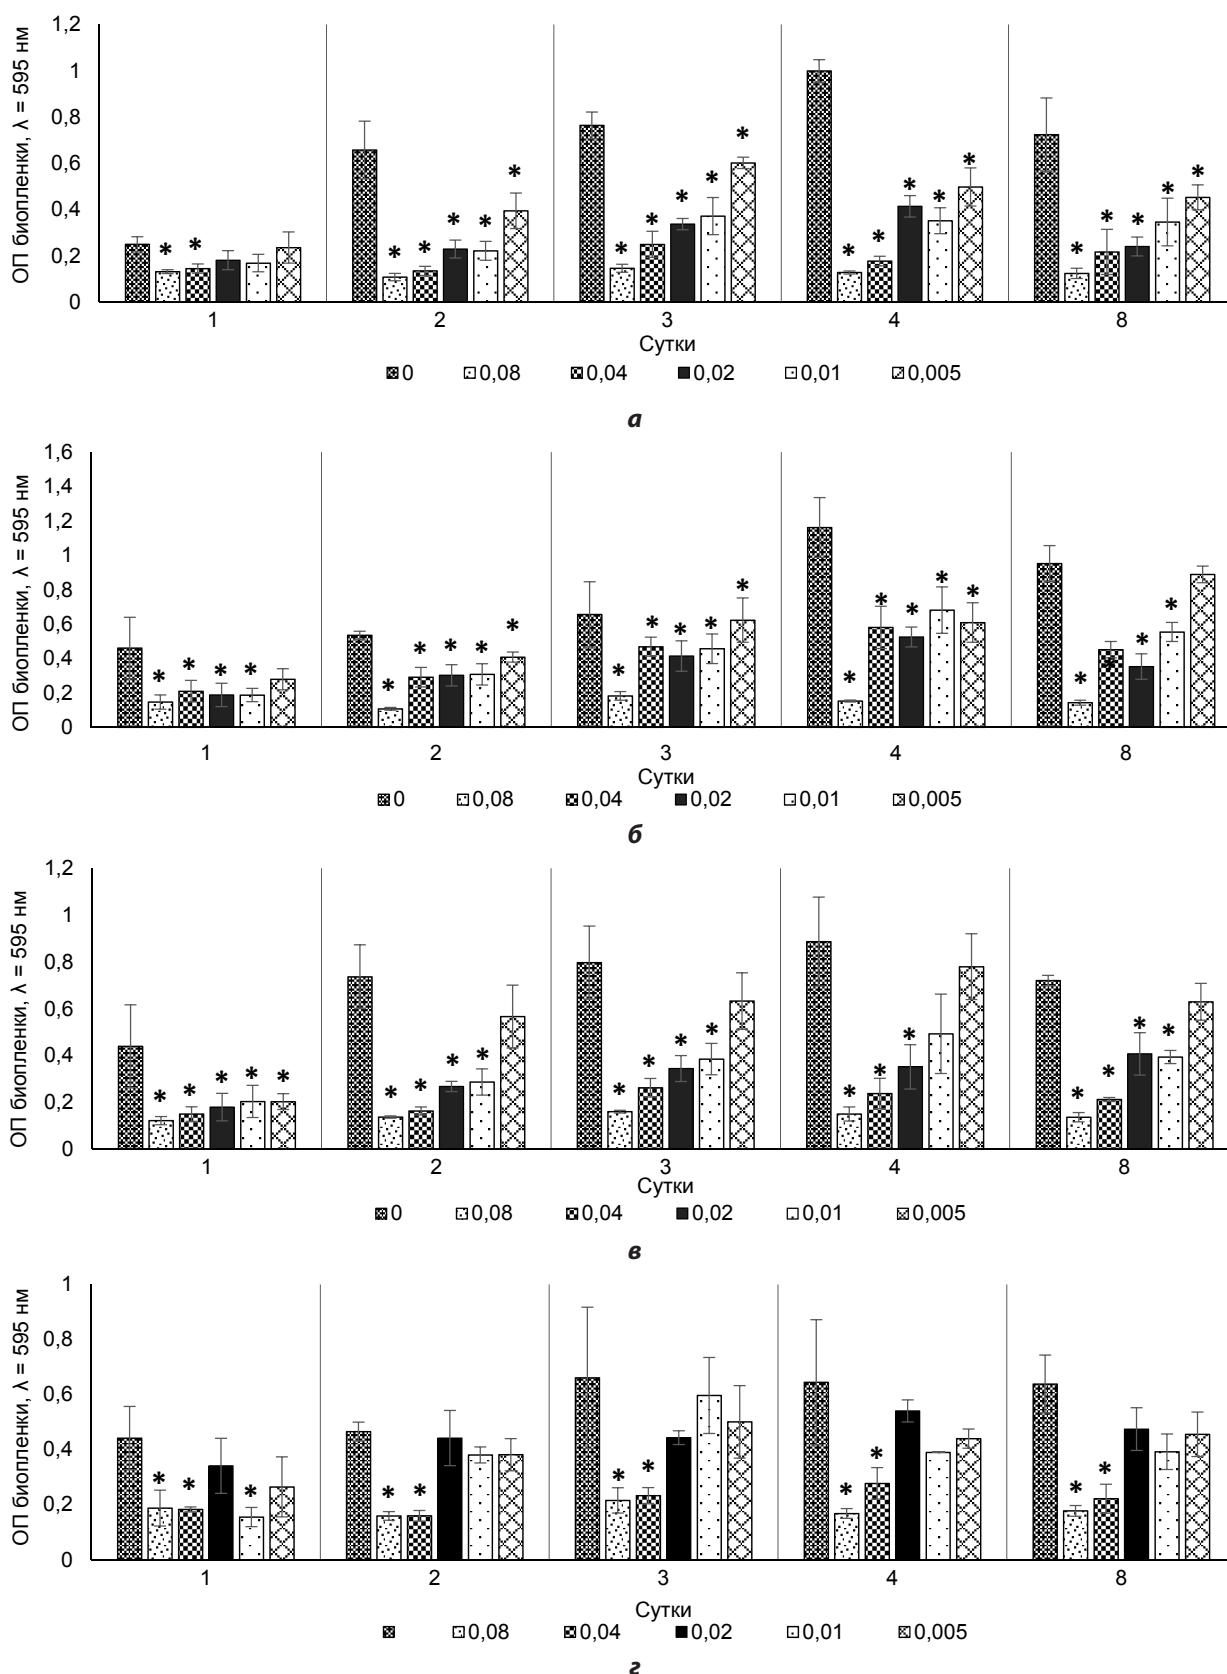 1,2
1
0,8
0,6
0,4
0,2
0
ОП биопленки, λ = 595 нм
* * * * * * * * * * * * * * * * * * * * * *
1 2 3 4 8
Сутки
0 0,08 0,04 0,02 0,01 0,005
а
1,6
1,4
1,2
1
0,8
0,6
0,4
0,2
0
ОП биопленки, λ = 595 нм
* * * * * * * * * * * * * * * * * * * * * * *
1 2 3 4 8
Сутки
0 0,08 0,04 0,02 0,01 0,005
б
1,2
1
0,8
0,6
0,4
0,2
0
ОП биопленки, λ = 595 нм
* * * * * * * * * * * * * * * * * * * *
1 2 3 4 8
Сутки
0 0,08 0,04 0,02 0,01 0,005
в
1
0,8
0,6
0,4
0,2
0
ОП биопленки, λ = 595 нм
* * * * * * * * * * *
1 2 3 4 8
Сутки
0,08 0,04 0,02 0,01 0,005
г